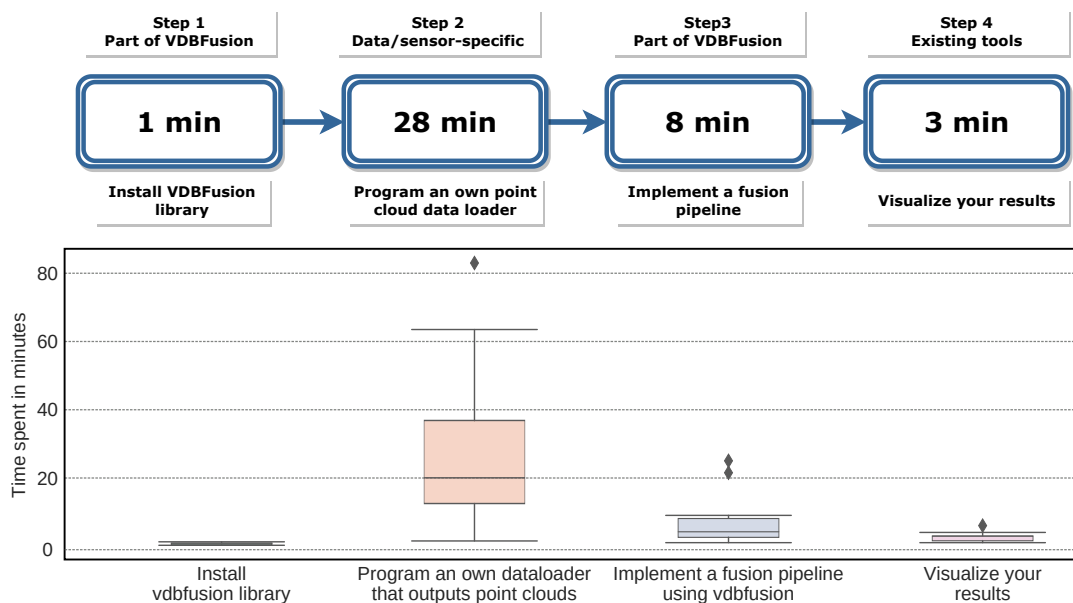 Step 1
Part of VDBFusion
Step 2
Data/sensor-specific
Step3
Part of VDBFusion
Step 4
Existing tools
1 min
28 min
8 min
3 min
Install VDBFusion
library
Program an own point
cloud data loader
Implement a fusion
pipeline
Visualize your results
Time spent in minutes
80
60
40
20
0
Install
vdbfusion library
Program an own dataloader
that outputs point clouds
Implement a fusion pipeline
using vdbfusion
Visualize your
results